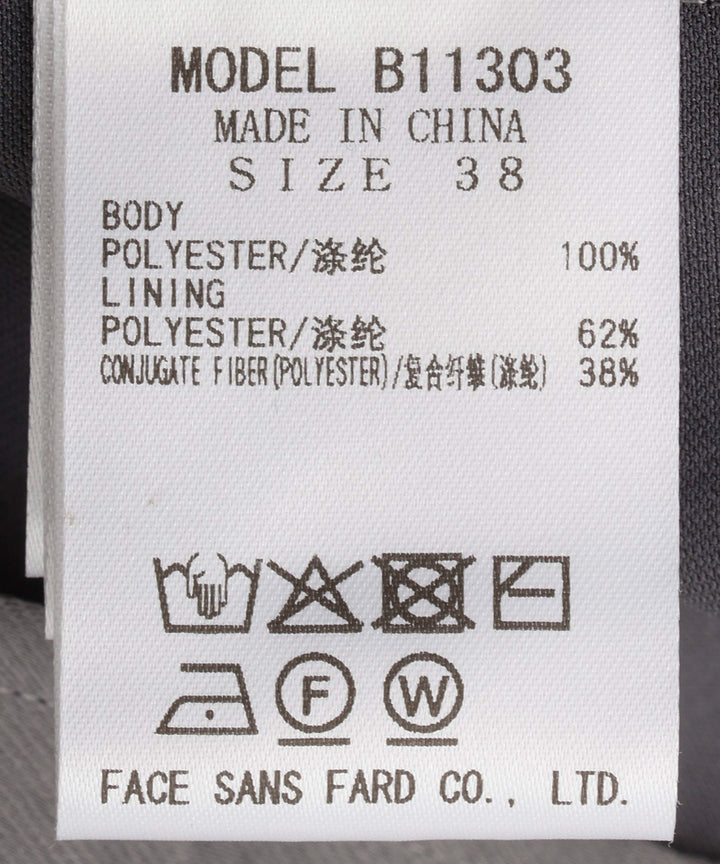 MODEL B11303
MADE IN CHINA
SIZE 38
BODY
POLYESTER/涤纶 100%
LINING
POLYESTER/涤纶 62%
CONJUGATE FIBER(POLYESTER)/复合纤维(涤纶) 38%
F W
FACE SANS FARD CO., LTD.